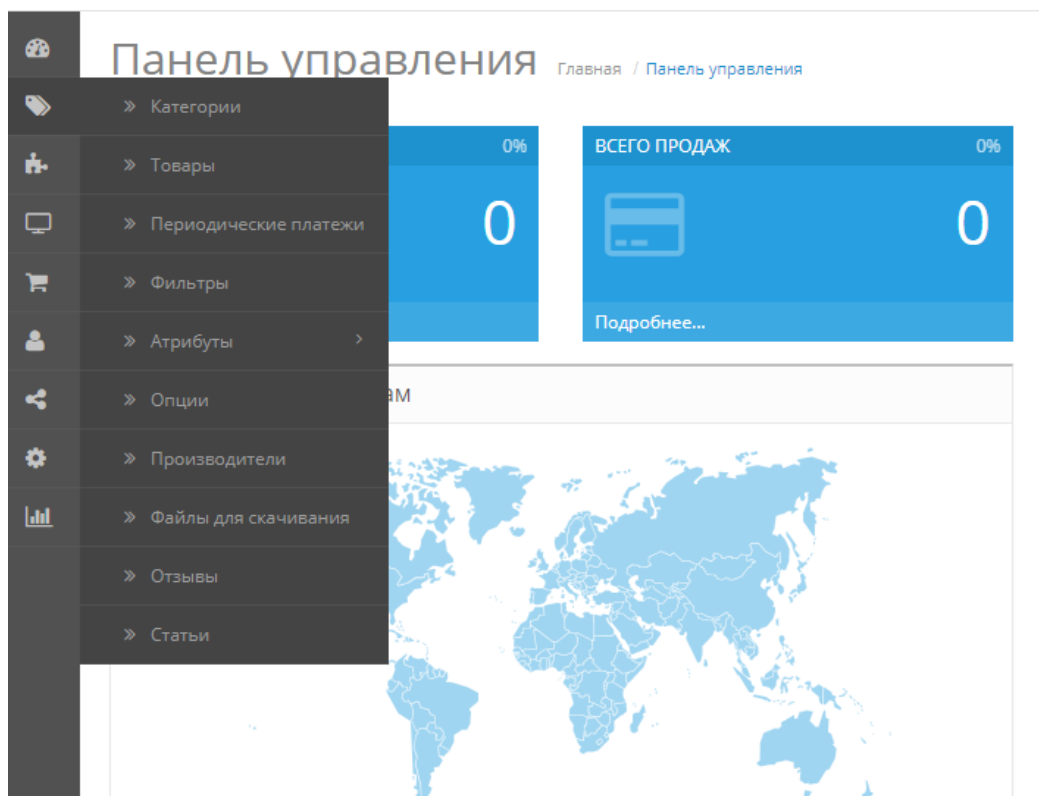 Панель управления
Главная / Панель управления
Категории
Товары
Периодические платежи
Фильтры
Атрибуты
Опции
Производители
Файлы для скачивания
Отзывы
Статьи
0%
0
ВСЕГО ПРОДАЖ 0%
0
Подробнее...